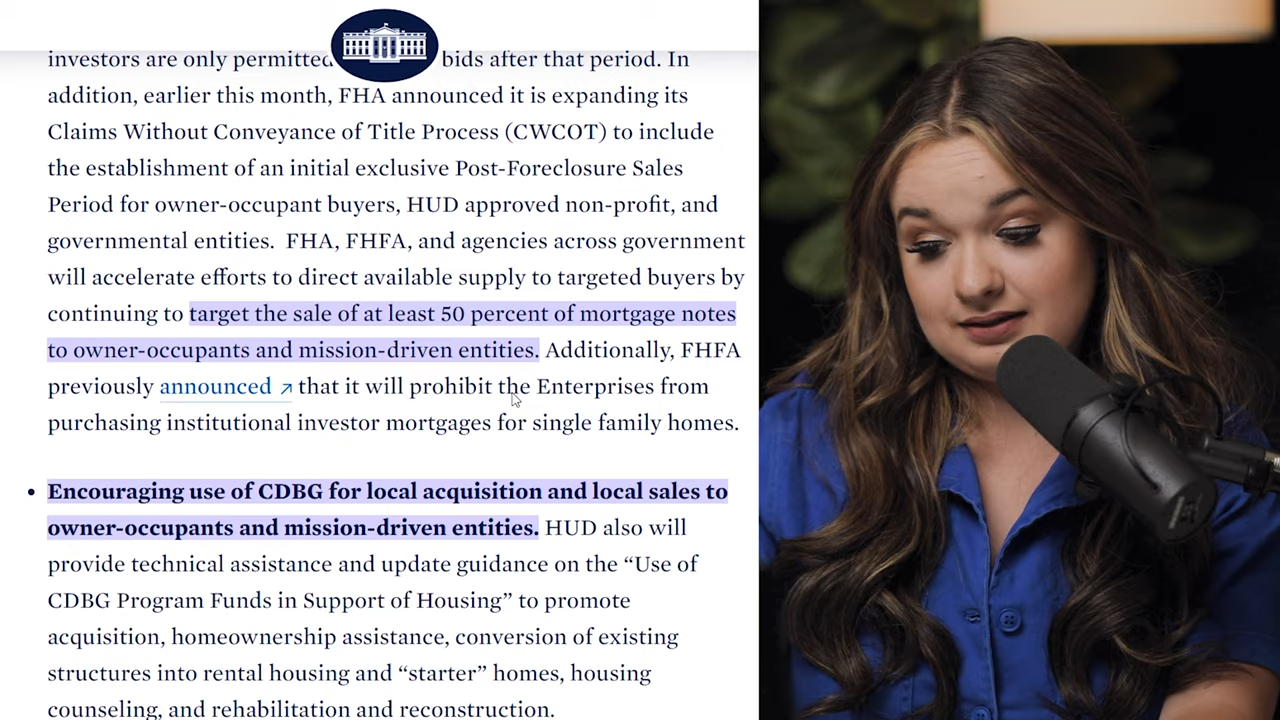 investors are only permitted bids after that period. In
addition, earlier this month, FHA announced it is expanding its
Claims Without Conveyance of Title Process (CWCOT) to include
the establishment of an initial exclusive Post-Foreclosure Sales
Period for owner-occupant buyers, HUD approved non-profit, and
governmental entities.  FHA, FHFA, and agencies across government
will accelerate efforts to direct available supply to targeted buyers by
continuing to target the sale of at least 50 percent of mortgage notes
to owner-occupants and mission-driven entities. Additionally, FHFA
previously announced ↗ that it will prohibit the Enterprises from
purchasing institutional investor mortgages for single family homes.
• Encouraging use of CDBG for local acquisition and local sales to
owner-occupants and mission-driven entities. HUD also will
provide technical assistance and update guidance on the “Use of
CDBG Program Funds in Support of Housing” to promote
acquisition, homeownership assistance, conversion of existing
structures into rental housing and “starter” homes, housing
counseling, and rehabilitation and reconstruction.